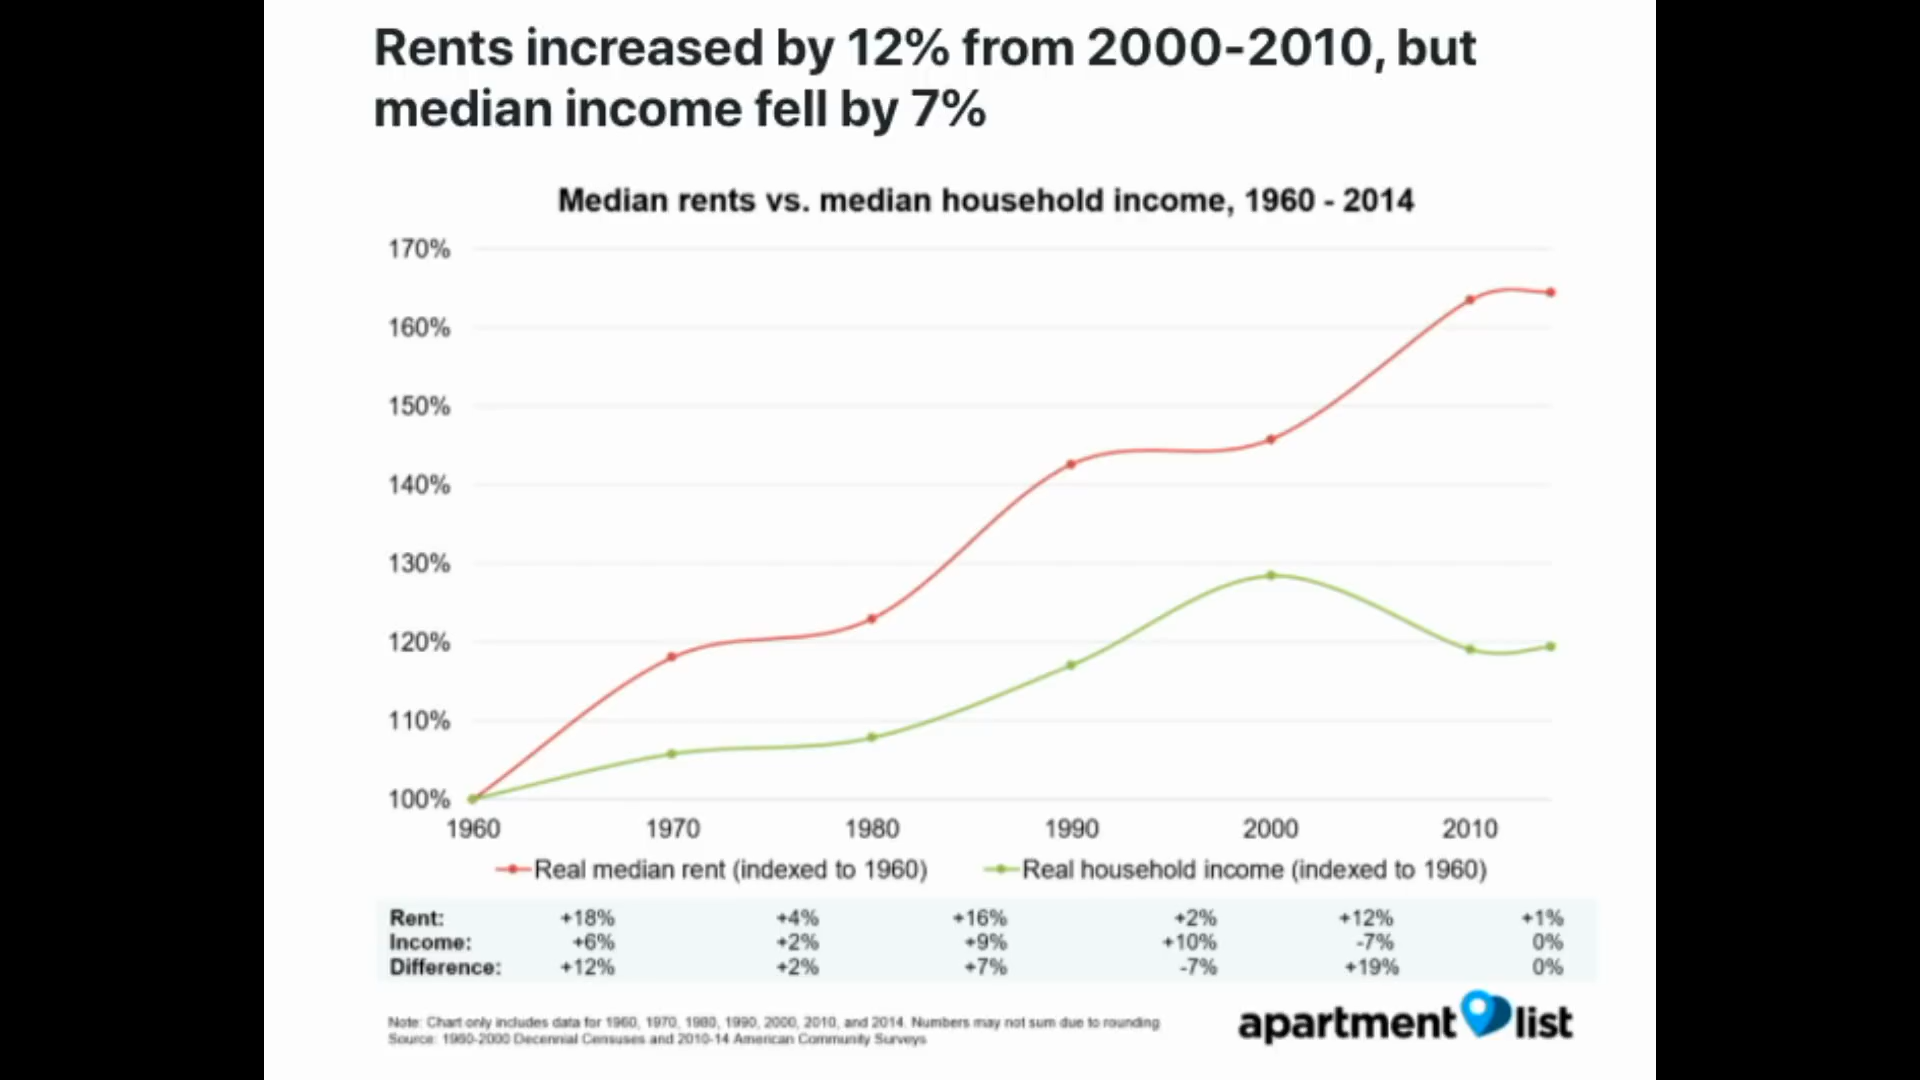 Rents increased by 12% from 2000-2010, but
median income fell by 7%
Median rents vs. median household income, 1960 - 2014
170%
160%
150%
140%
130%
120%
110%
100%
1960 1970 1980 1990 2000 2010
Real median rent (indexed to 1960) Real household income (indexed to 1960)
Rent: +18% +4% +16% +2% +12% +1%
Income: +6% +2% +9% +10% -7% 0%
Difference: +12% +2% +7% -7% +19% 0%
Note: Chart only includes data for 1960, 1970, 1980, 1990, 2000, 2010, and 2014. Numbers may not sum due to rounding
Source: 1960-2000 Decennial Censuses and 2010-14 American Community Surveys
apartment list